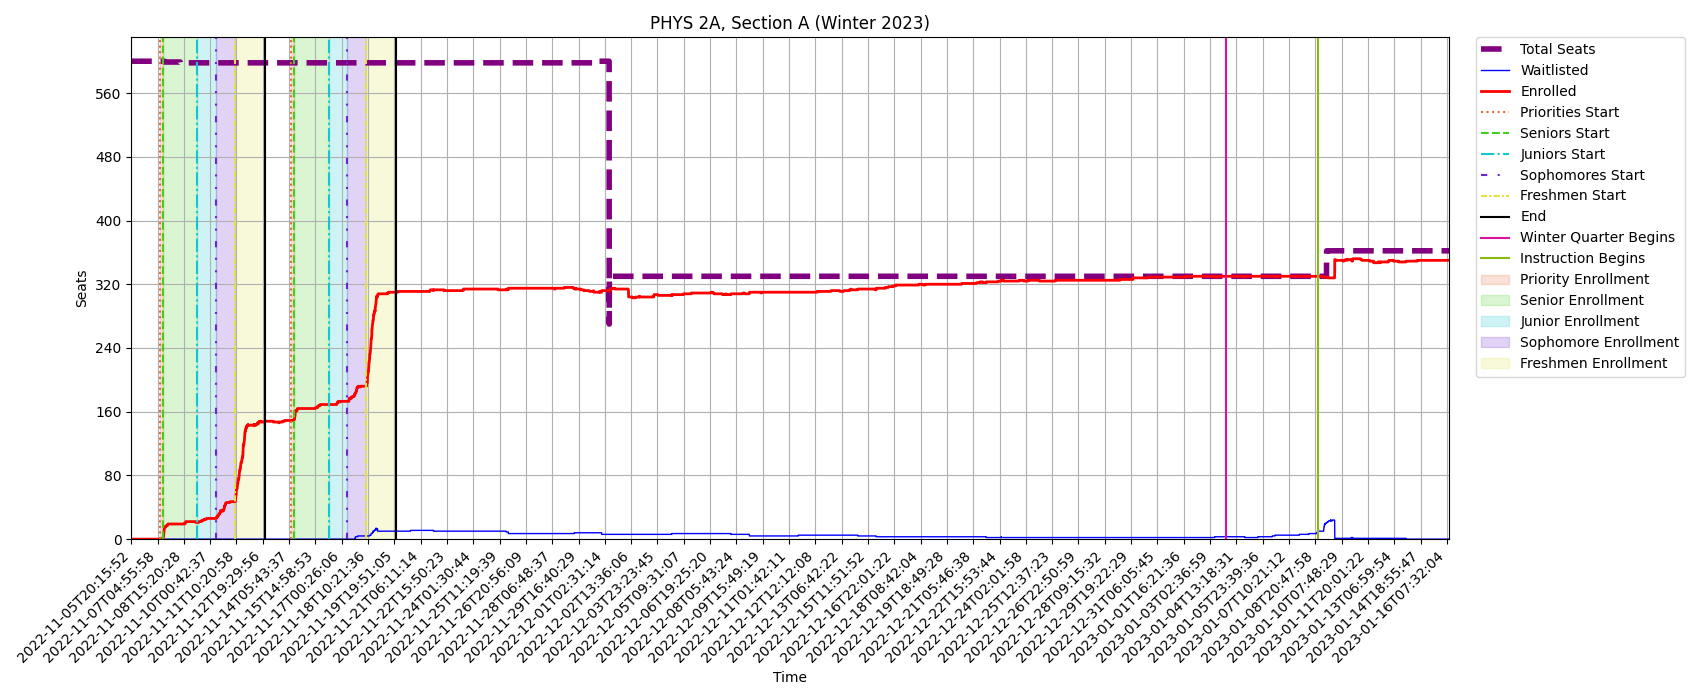 PHYS 2A, Section A (Winter 2023)
Seats
560
480
400
320
240
160
80
0
2022-11-05T20:15:52
2022-11-07T04:55:58
2022-11-08T15:20:28
2022-11-10T00:42:37
2022-11-11T10:20:58
2022-11-12T19:29:56
2022-11-14T05:43:37
2022-11-15T14:58:53
2022-11-17T00:26:06
2022-11-18T10:21:36
2022-11-19T19:51:05
2022-11-21T06:11:14
2022-11-22T15:50:23
2022-11-24T01:30:44
2022-11-25T11:19:39
2022-11-26T20:56:09
2022-11-28T06:48:37
2022-11-29T16:40:29
2022-12-01T02:31:14
2022-12-02T13:36:06
2022-12-03T23:23:45
2022-12-05T09:31:07
2022-12-06T19:25:20
2022-12-08T05:43:24
2022-12-09T15:49:19
2022-12-11T01:42:11
2022-12-12T12:12:08
2022-12-13T06:42:22
2022-12-15T11:51:52
2022-12-17T22:01:22
2022-12-18T08:42:04
2022-12-19T18:49:28
2022-12-21T05:46:38
2022-12-22T15:53:44
2022-12-24T02:01:58
2022-12-25T12:37:23
2022-12-26T22:50:59
2022-12-28T09:15:32
2022-12-29T19:22:29
2022-12-31T06:05:45
2023-01-01T16:21:36
2023-01-03T02:36:59
2023-01-04T13:18:31
2023-01-05T23:39:36
2023-01-07T10:21:12
2023-01-08T20:47:58
2023-01-10T07:48:29
2023-01-11T20:01:22
2023-01-13T06:59:54
2023-01-14T18:55:47
2023-01-16T07:32:04
Time
Total Seats
Waitlisted
Enrolled
Priorities Start
Seniors Start
Juniors Start
Sophomores Start
Freshmen Start
End
Winter Quarter Begins
Instruction Begins
Priority Enrollment
Senior Enrollment
Junior Enrollment
Sophomore Enrollment
Freshmen Enrollment